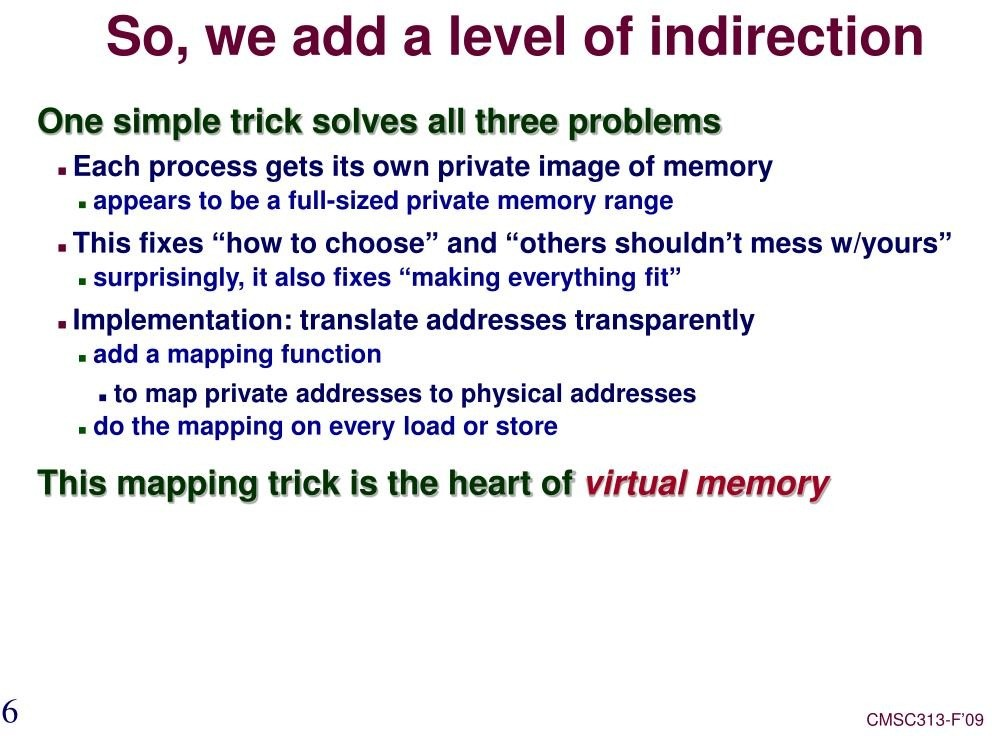 So, we add a level of indirection
One simple trick solves all three problems
Each process gets its own private image of memory
appears to be a full-sized private memory range
This fixes “how to choose” and “others shouldn’t mess w/yours”
surprisingly, it also fixes “making everything fit”
Implementation: translate addresses transparently
add a mapping function
to map private addresses to physical addresses
do the mapping on every load or store
This mapping trick is the heart of virtual memory
6
CMSC313-F’09